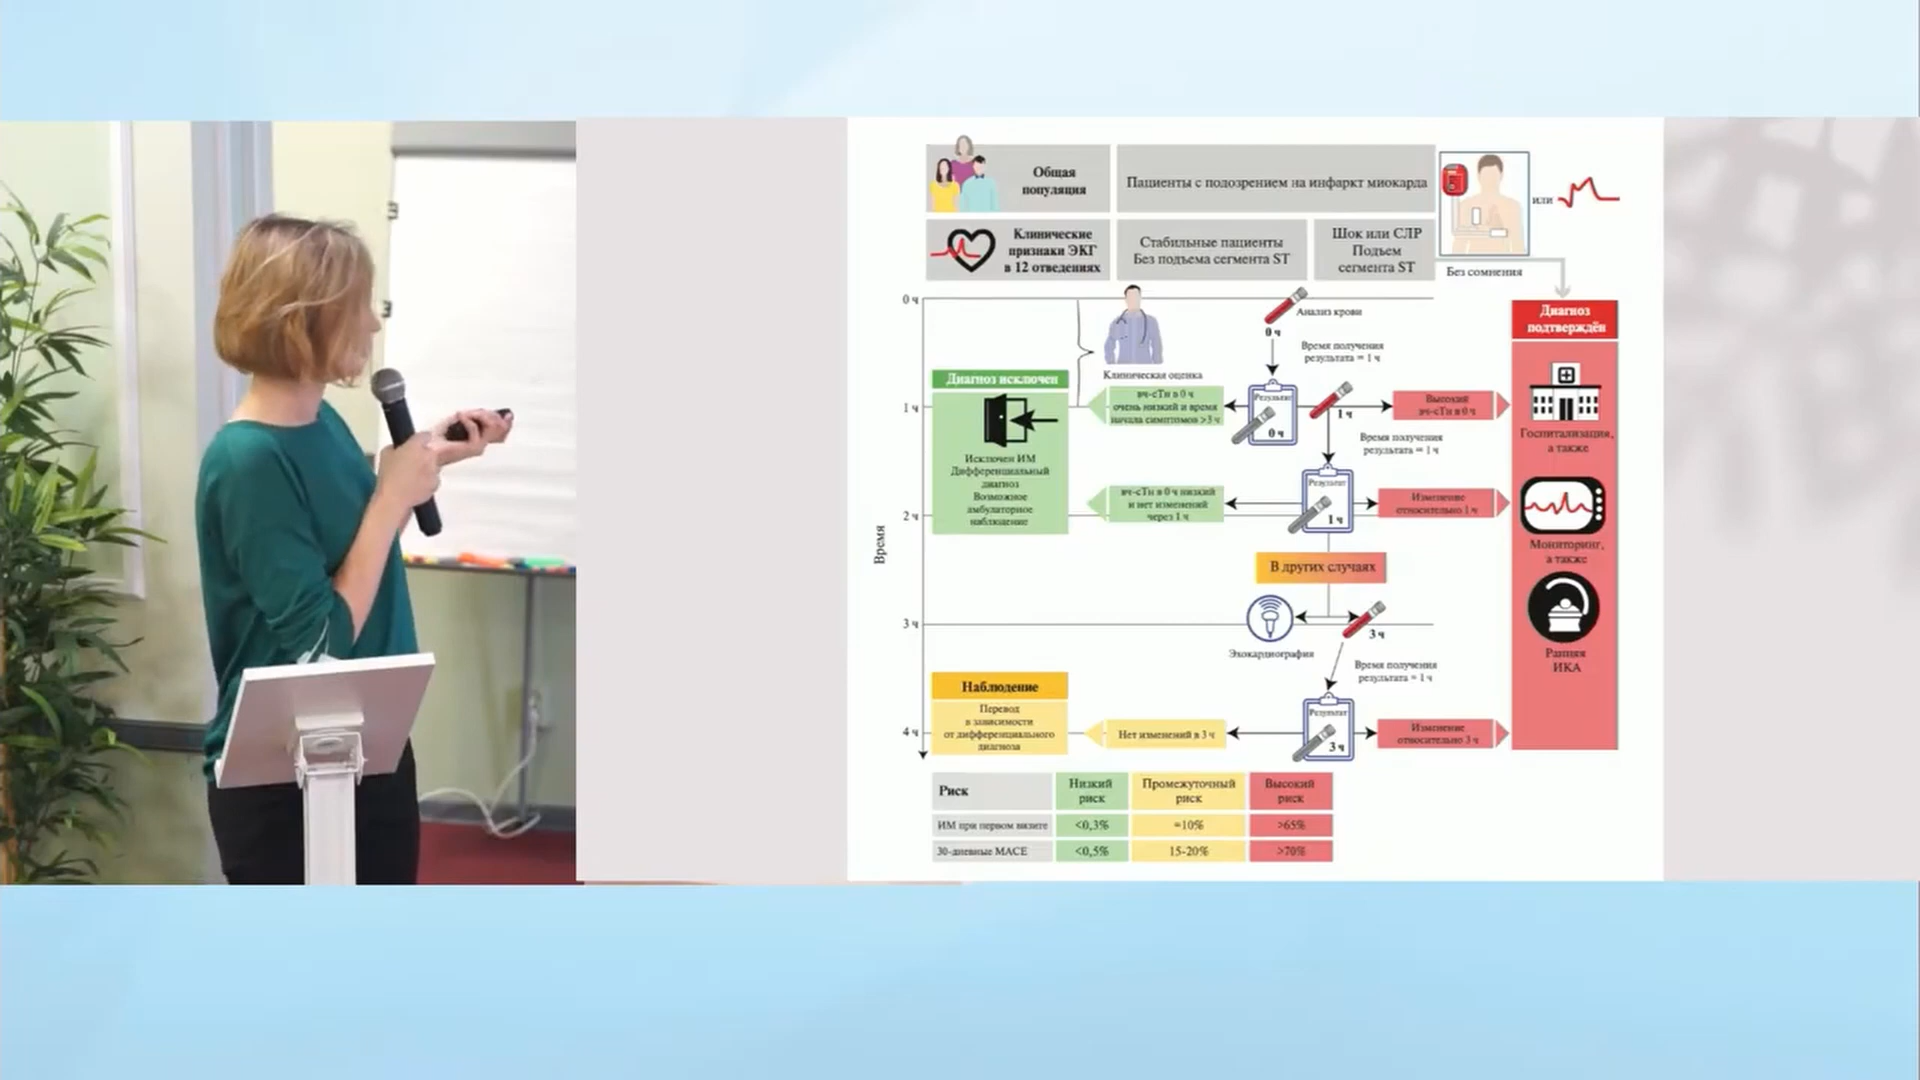 Общая
популяция
Пациенты с подозрением на инфаркт миокарда
или
Клинические
признаки ЭКГ
в 12 отведениях
Стабильные пациенты
Без подъема сегмента ST
Шок или СЛР
Подъем
сегмента ST
Без сомнения
0 ч
Анализ крови
0 ч
Время получения
результата = 1 ч
Диагноз
подтверждён
Клиническая оценка
Диагноз исключен
1 ч
вч-сТн в 0 ч
очень низкий и время
начала симптомов >3 ч
Результат
0 ч
1 ч
Высокий
вч-сТн в 0 ч
Исключен ИМ
Дифференциальный
диагноз
Возможное
амбулаторное
наблюдение
Время получения
результата = 1 ч
Госпитализация,
а также
2 ч
вч-сТн в 0 ч низкий
и нет изменений
через 1 ч
Результат
1 ч
Изменение
относительно 1 ч
Мониторинг,
а также
Время
В других случаях
3 ч
3 ч
Эхокардиография
Время получения
результата = 1 ч
Ранняя
ИКА
Наблюдение
Перевод
в зависимости
от дифференциального
диагноза
4 ч
Нет изменений в 3 ч
Результат
3 ч
Изменение
относительно 3 ч
Риск
Низкий
риск
Промежуточный
риск
Высокий
риск
ИМ при первом визите
<0,3%
≈10%
>65%
30-дневные MACE
<0,5%
15-20%
>70%